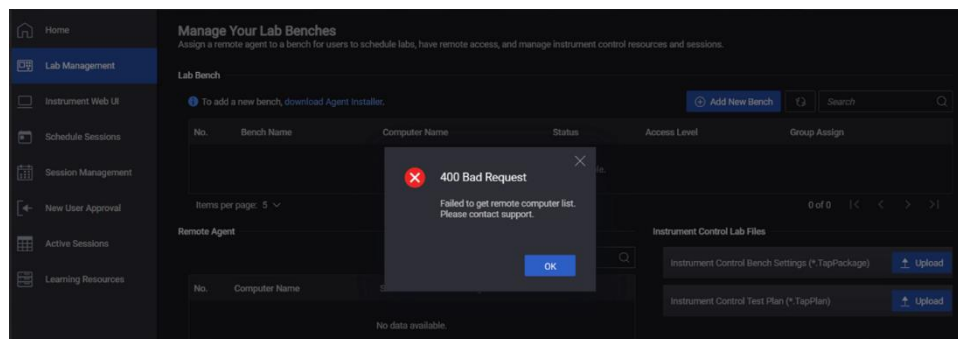 Home
Lab Management
Instrument Web UI
Schedule Sessions
Session Management
New User Approval
Active Sessions
Learning Resources
Manage Your Lab Benches
Assign a remote agent to a bench for users to schedule labs, have remote access, and manage instrument control resources and sessions.
Lab Bench
To add a new bench, download Agent Installer.
Add New Bench
Search
No. Bench Name Computer Name Status Access Level Group Assign
Items per page: 5
0 of 0
400 Bad Request
Failed to get remote computer list.
Please contact support.
OK
Remote Agent
No. Computer Name
No data available.
Instrument Control Lab Files
Instrument Control Bench Settings (*.TapPackage) Upload
Instrument Control Test Plan (*.TapPlan) Upload